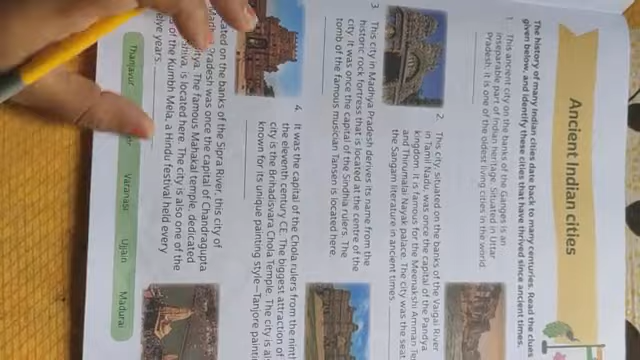 Ancient Indian cities
The history of many Indian cities date back to many centuries. Read the clues
given below, and identify these cities that have thrived since ancient times.
1. This ancient city on the banks of the Ganges is an
inseparable part of Indian heritage. Situated in Uttar
Pradesh, it is one of the oldest living cities in the world.
2. This city, situated on the banks of the Vaigai River
in Tamil Nadu, was once the capital of the Pandya
kingdom. It is famous for the Meenakshi Amman
and Thirumalai Nayak palace. The city was the seat
the Sangam literature in ancient times.
3. This city in Madhya Pradesh derives its name from the
historic rock fortress that is located at the centre of the
city. It was once the capital of the Sindhia rulers. The
tomb of the famous musician Tansen is located here.
4. It was the capital of the Chola rulers from the
the eleventh century CE. The biggest attraction of
city is the Brihadisvara Chola Temple. The city is
known for its unique painting style—Tanjore
on the banks of the Sipra River, this city of
Pradesh was once the capital of Chandragupta
The famous Mahakal temple, dedicated
is located here. The city is also one of the
of the Kumbh Mela, a Hindu festival held every
years.
Thanjavur Varanasi Ujjain Madurai